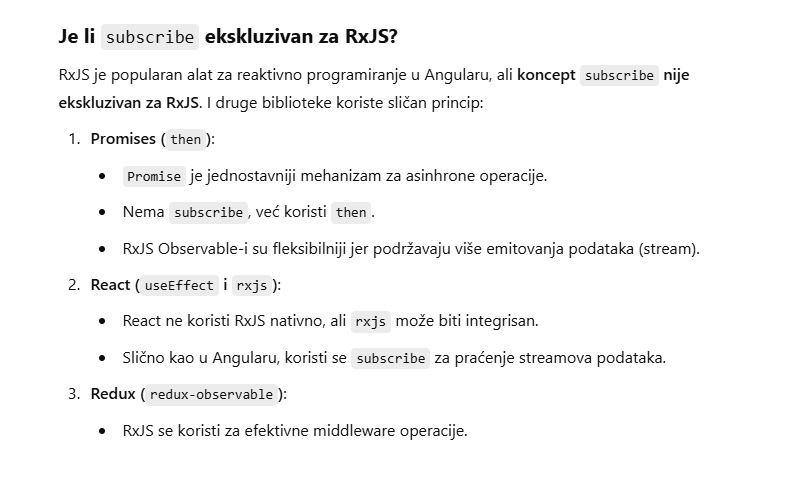 Je li subscribe ekskluzivan za RxJS?
RxJS je popularan alat za reaktivno programiranje u Angularu, ali koncept subscribe nije
ekskluzivan za RxJS. I druge biblioteke koriste sličan princip:
1. Promises (then):
• Promise je jednostavniji mehanizam za asinhrone operacije.
• Nema subscribe, već koristi then.
• RxJS Observable-i su fleksibilniji jer podržavaju više emitovanja podataka (stream).
2. React (useEffect i rxjs):
• React ne koristi RxJS nativno, ali rxjs može biti integrisan.
• Slično kao u Angularu, koristi se subscribe za praćenje streamova podataka.
3. Redux (redux-observable):
• RxJS se koristi za efektivne middleware operacije.